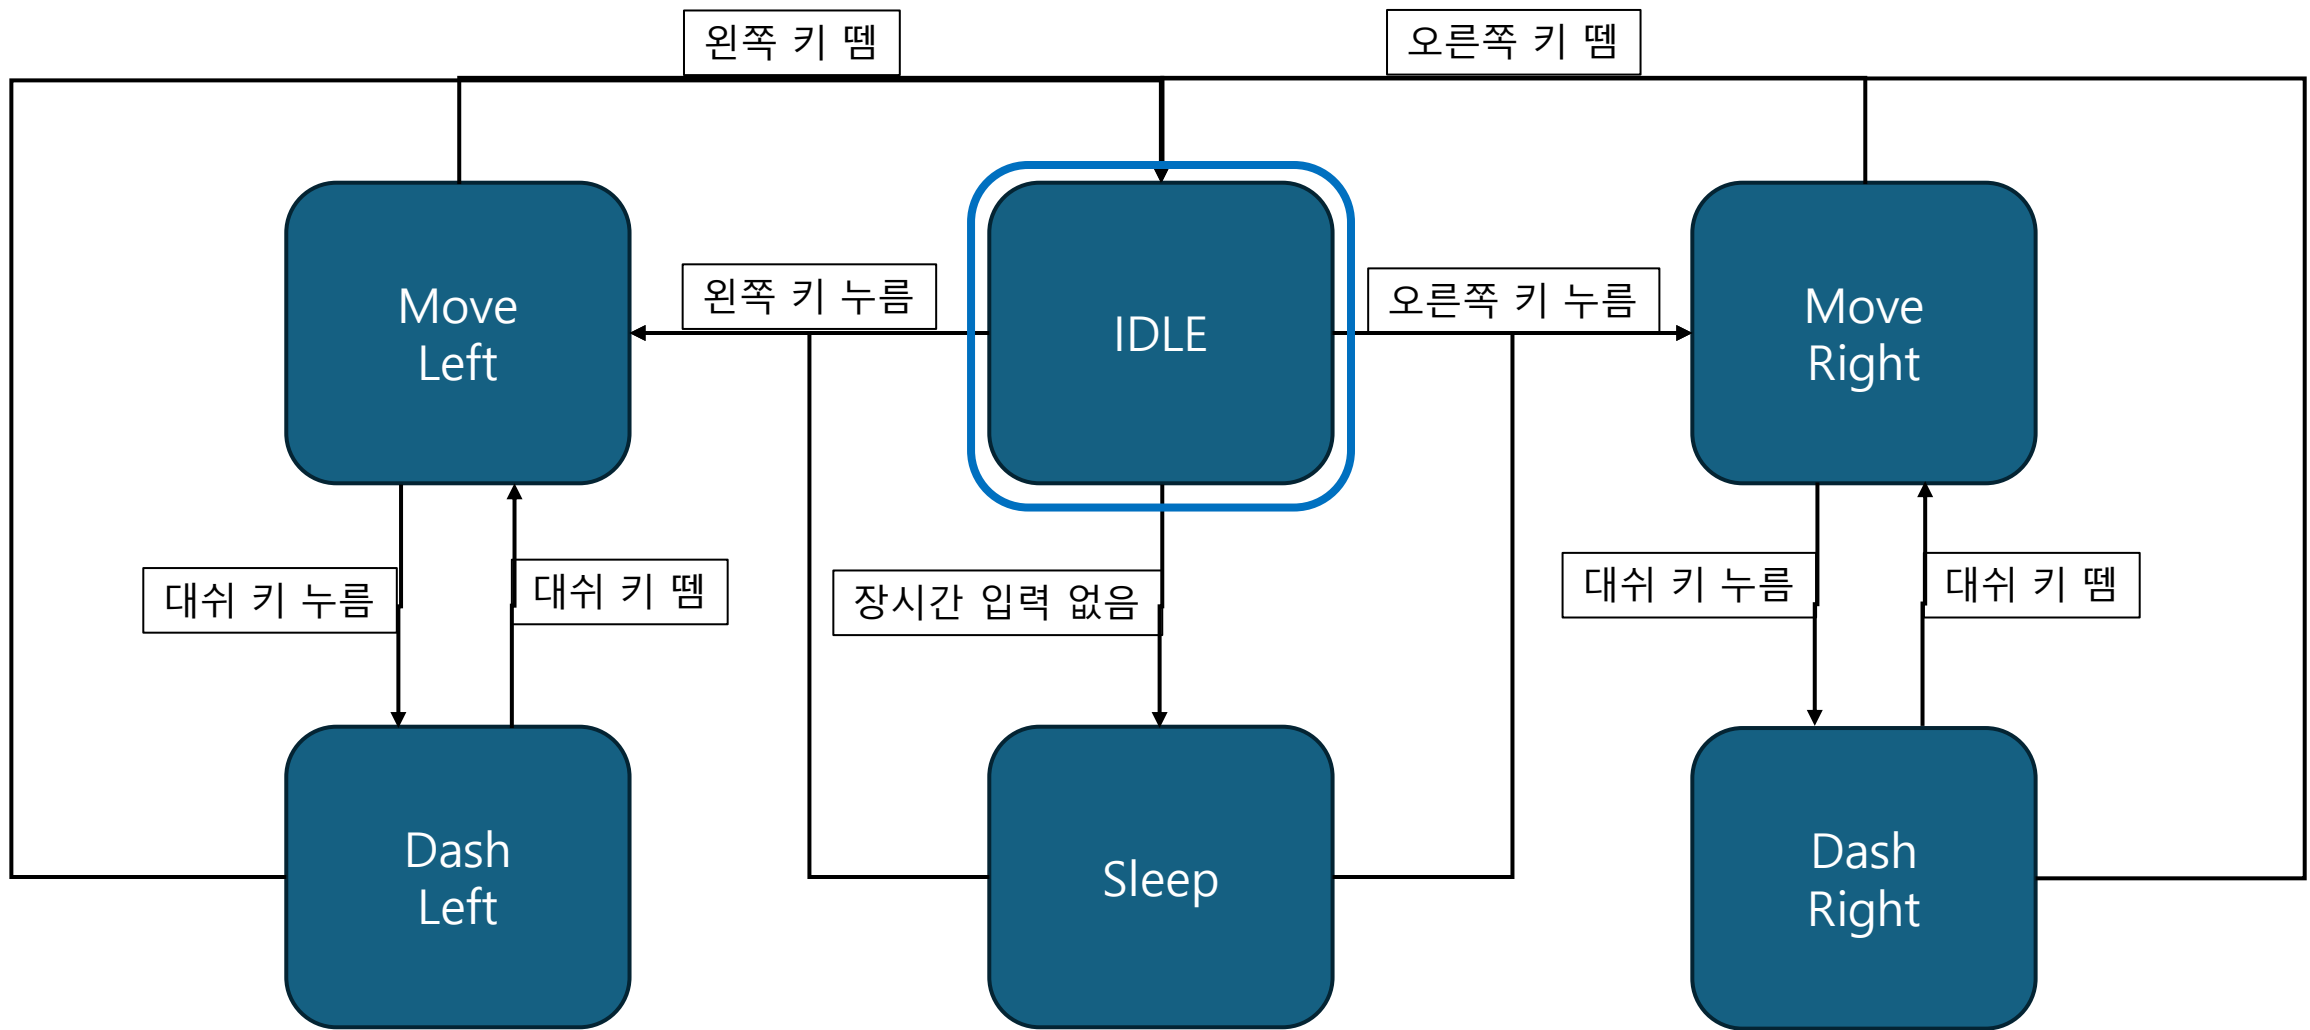 왼쪽 키 뗌
오른쪽 키 뗌
Move
Left
왼쪽 키 누름
IDLE
오른쪽 키 누름
Move
Right
대쉬 키 누름
대쉬 키 뗌
장시간 입력 없음
대쉬 키 누름
대쉬 키 뗌
Dash
Left
Sleep
Dash
Right